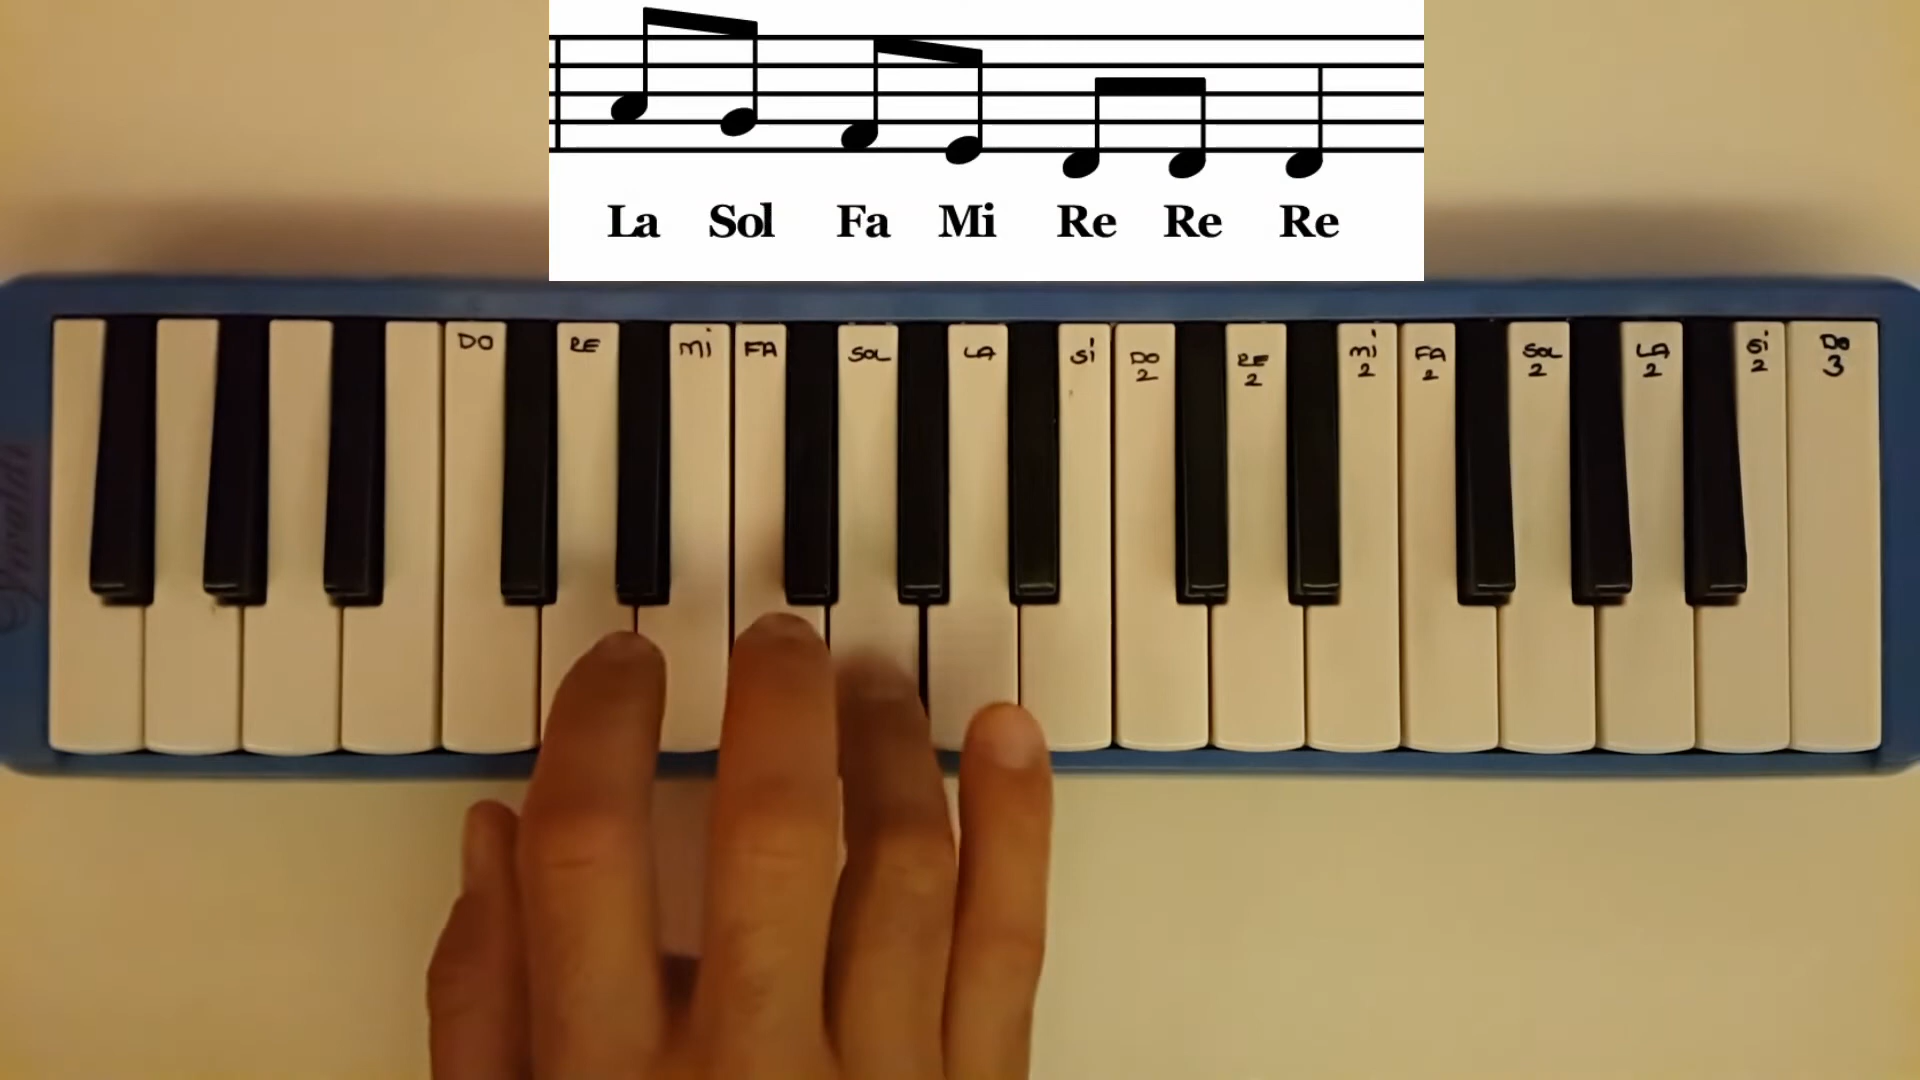 La Sol Fa Mi Re Re Re
DO RE mi FA SOL LA Si DO 2 RE 2 mi 2 FA 2 SOL 2 LA 2 Si 2 Do 3